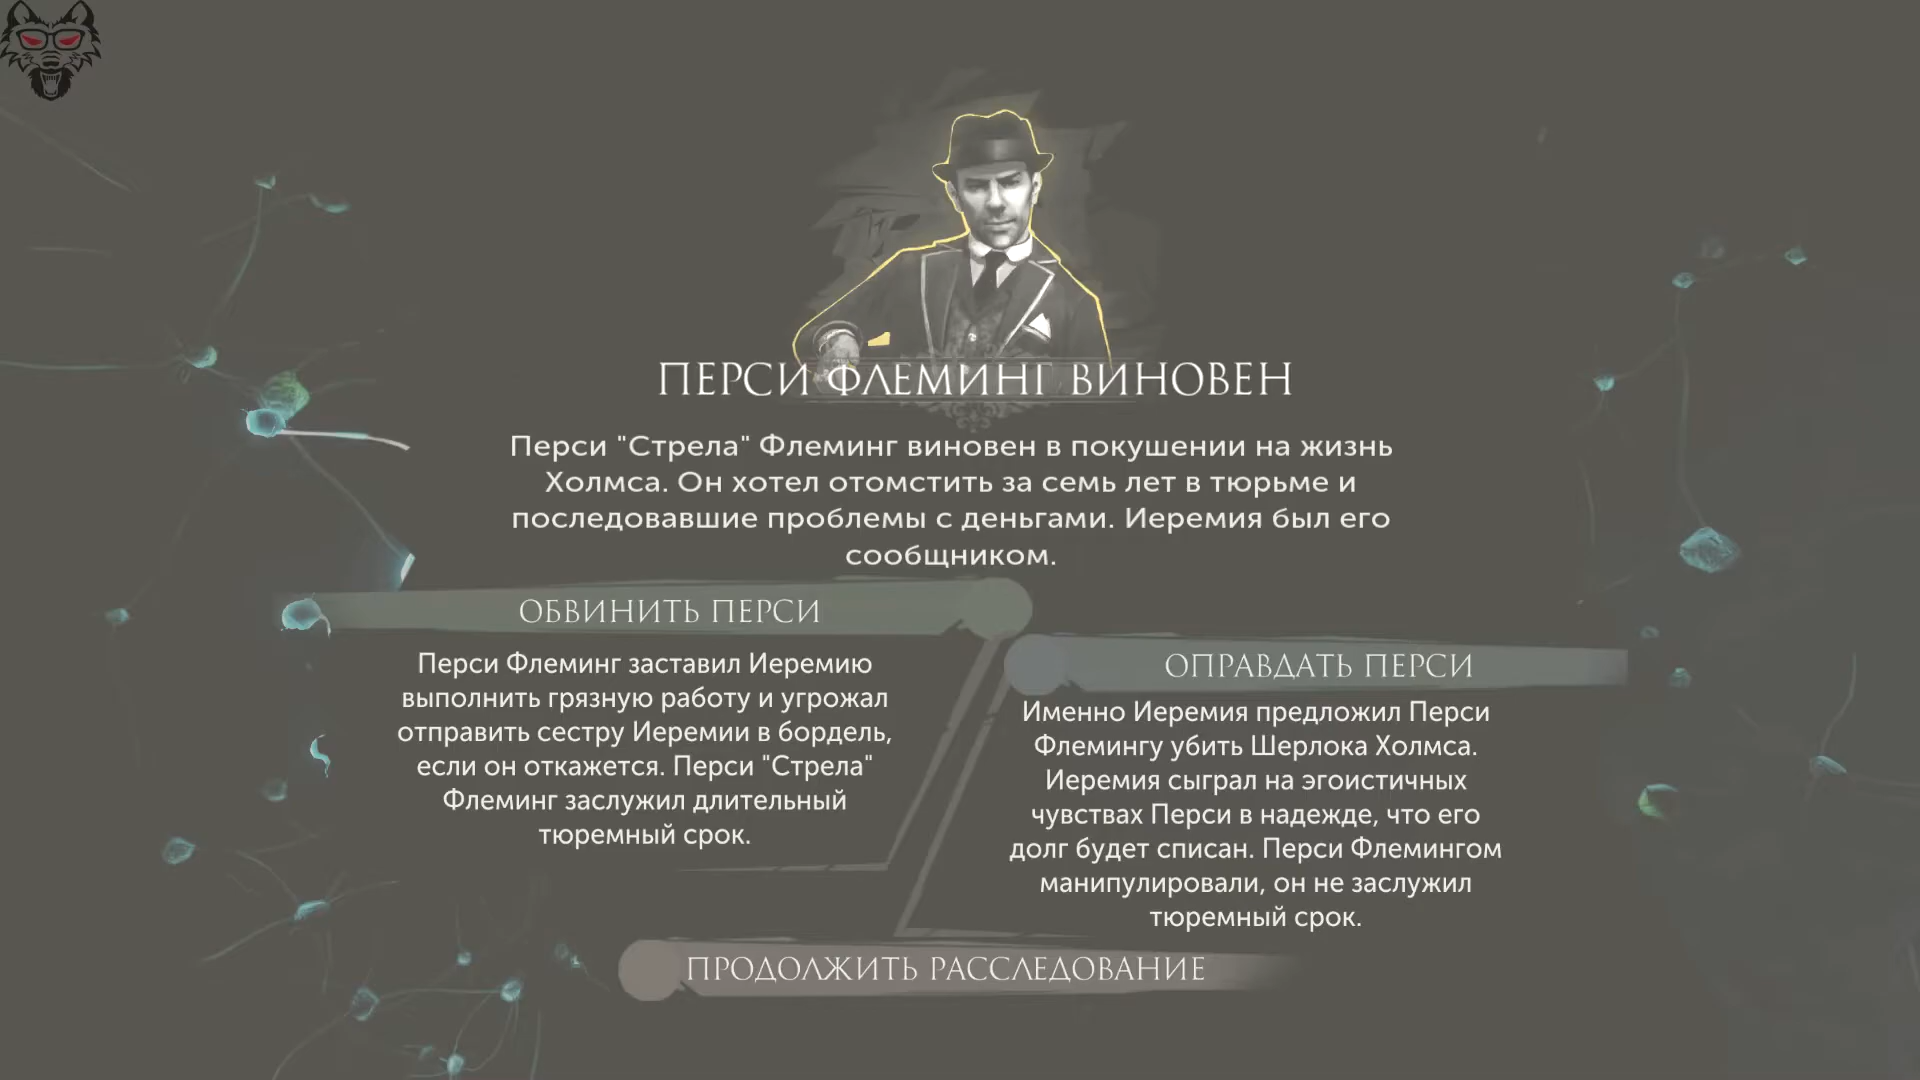 ПЕРСИ ФЛЕМИНГ ВИНОВЕН
Перси "Стрела" Флеминг виновен в покушении на жизнь
Холмса. Он хотел отомстить за семь лет в тюрьме и
последовавшие проблемы с деньгами. Иеремия был его
сообщником.
ОБВИНИТЬ ПЕРСИ
Перси Флеминг заставил Иеремию
выполнить грязную работу и угрожал
отправить сестру Иеремии в бордель,
если он откажется. Перси "Стрела"
Флеминг заслужил длительный
тюремный срок.
ОПРАВДАТЬ ПЕРСИ
Именно Иеремия предложил Перси
Флемингу убить Шерлока Холмса.
Иеремия сыграл на эгоистичных
чувствах Перси в надежде, что его
долг будет списан. Перси Флемингом
манипулировали, он не заслужил
тюремный срок.
ПРОДОЛЖИТЬ РАССЛЕДОВАНИЕ